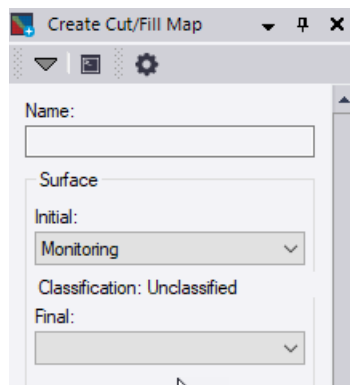 Create Cut/Fill Map
Name:
Surface
Initial:
Monitoring
Classification: Unclassified
Final: